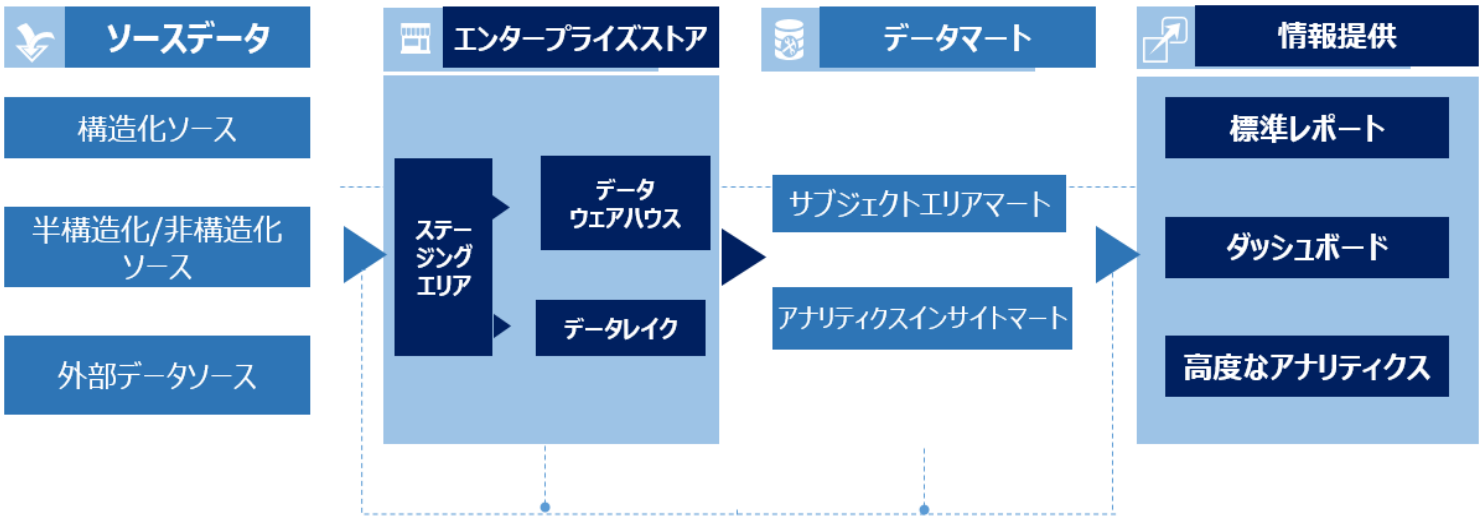 ソースデータ
構造化ソース
半構造化/非構造化
ソース
外部データソース
エンタープライズストア
ステー
ジング
エリア
データ
ウェアハウス
データレイク
データマート
サブジェクトエリアマート
アナリティクスインサイトマート
情報提供
標準レポート
ダッシュボード
高度なアナリティクス